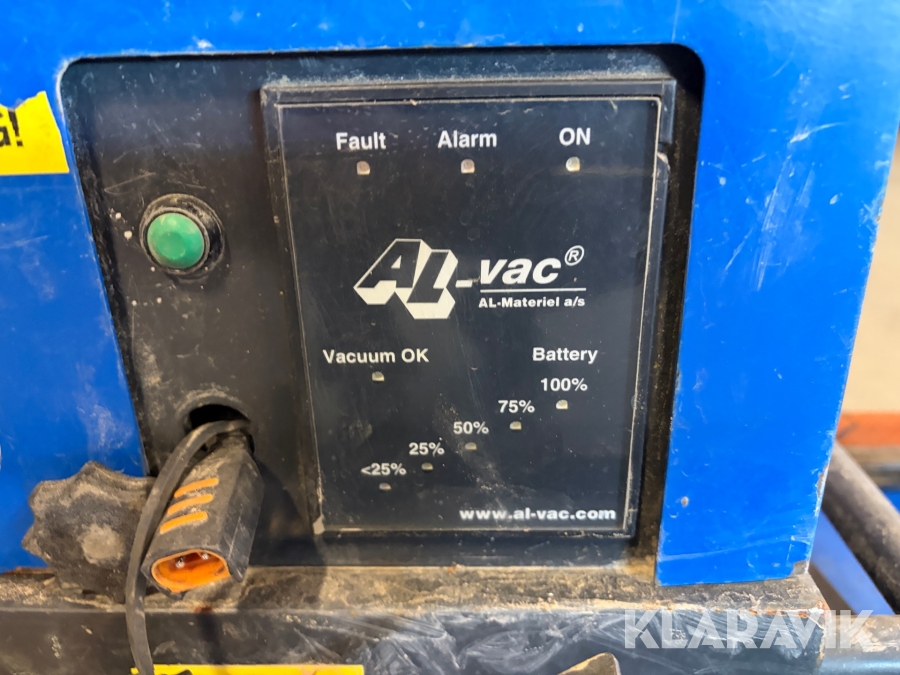 G!
Fault Alarm ON
AL-vac®
AL-Materiel a/s
Vacuum OK Battery
100%
75%
50%
25%
<25%
www.al-vac.com
KLARAVIK